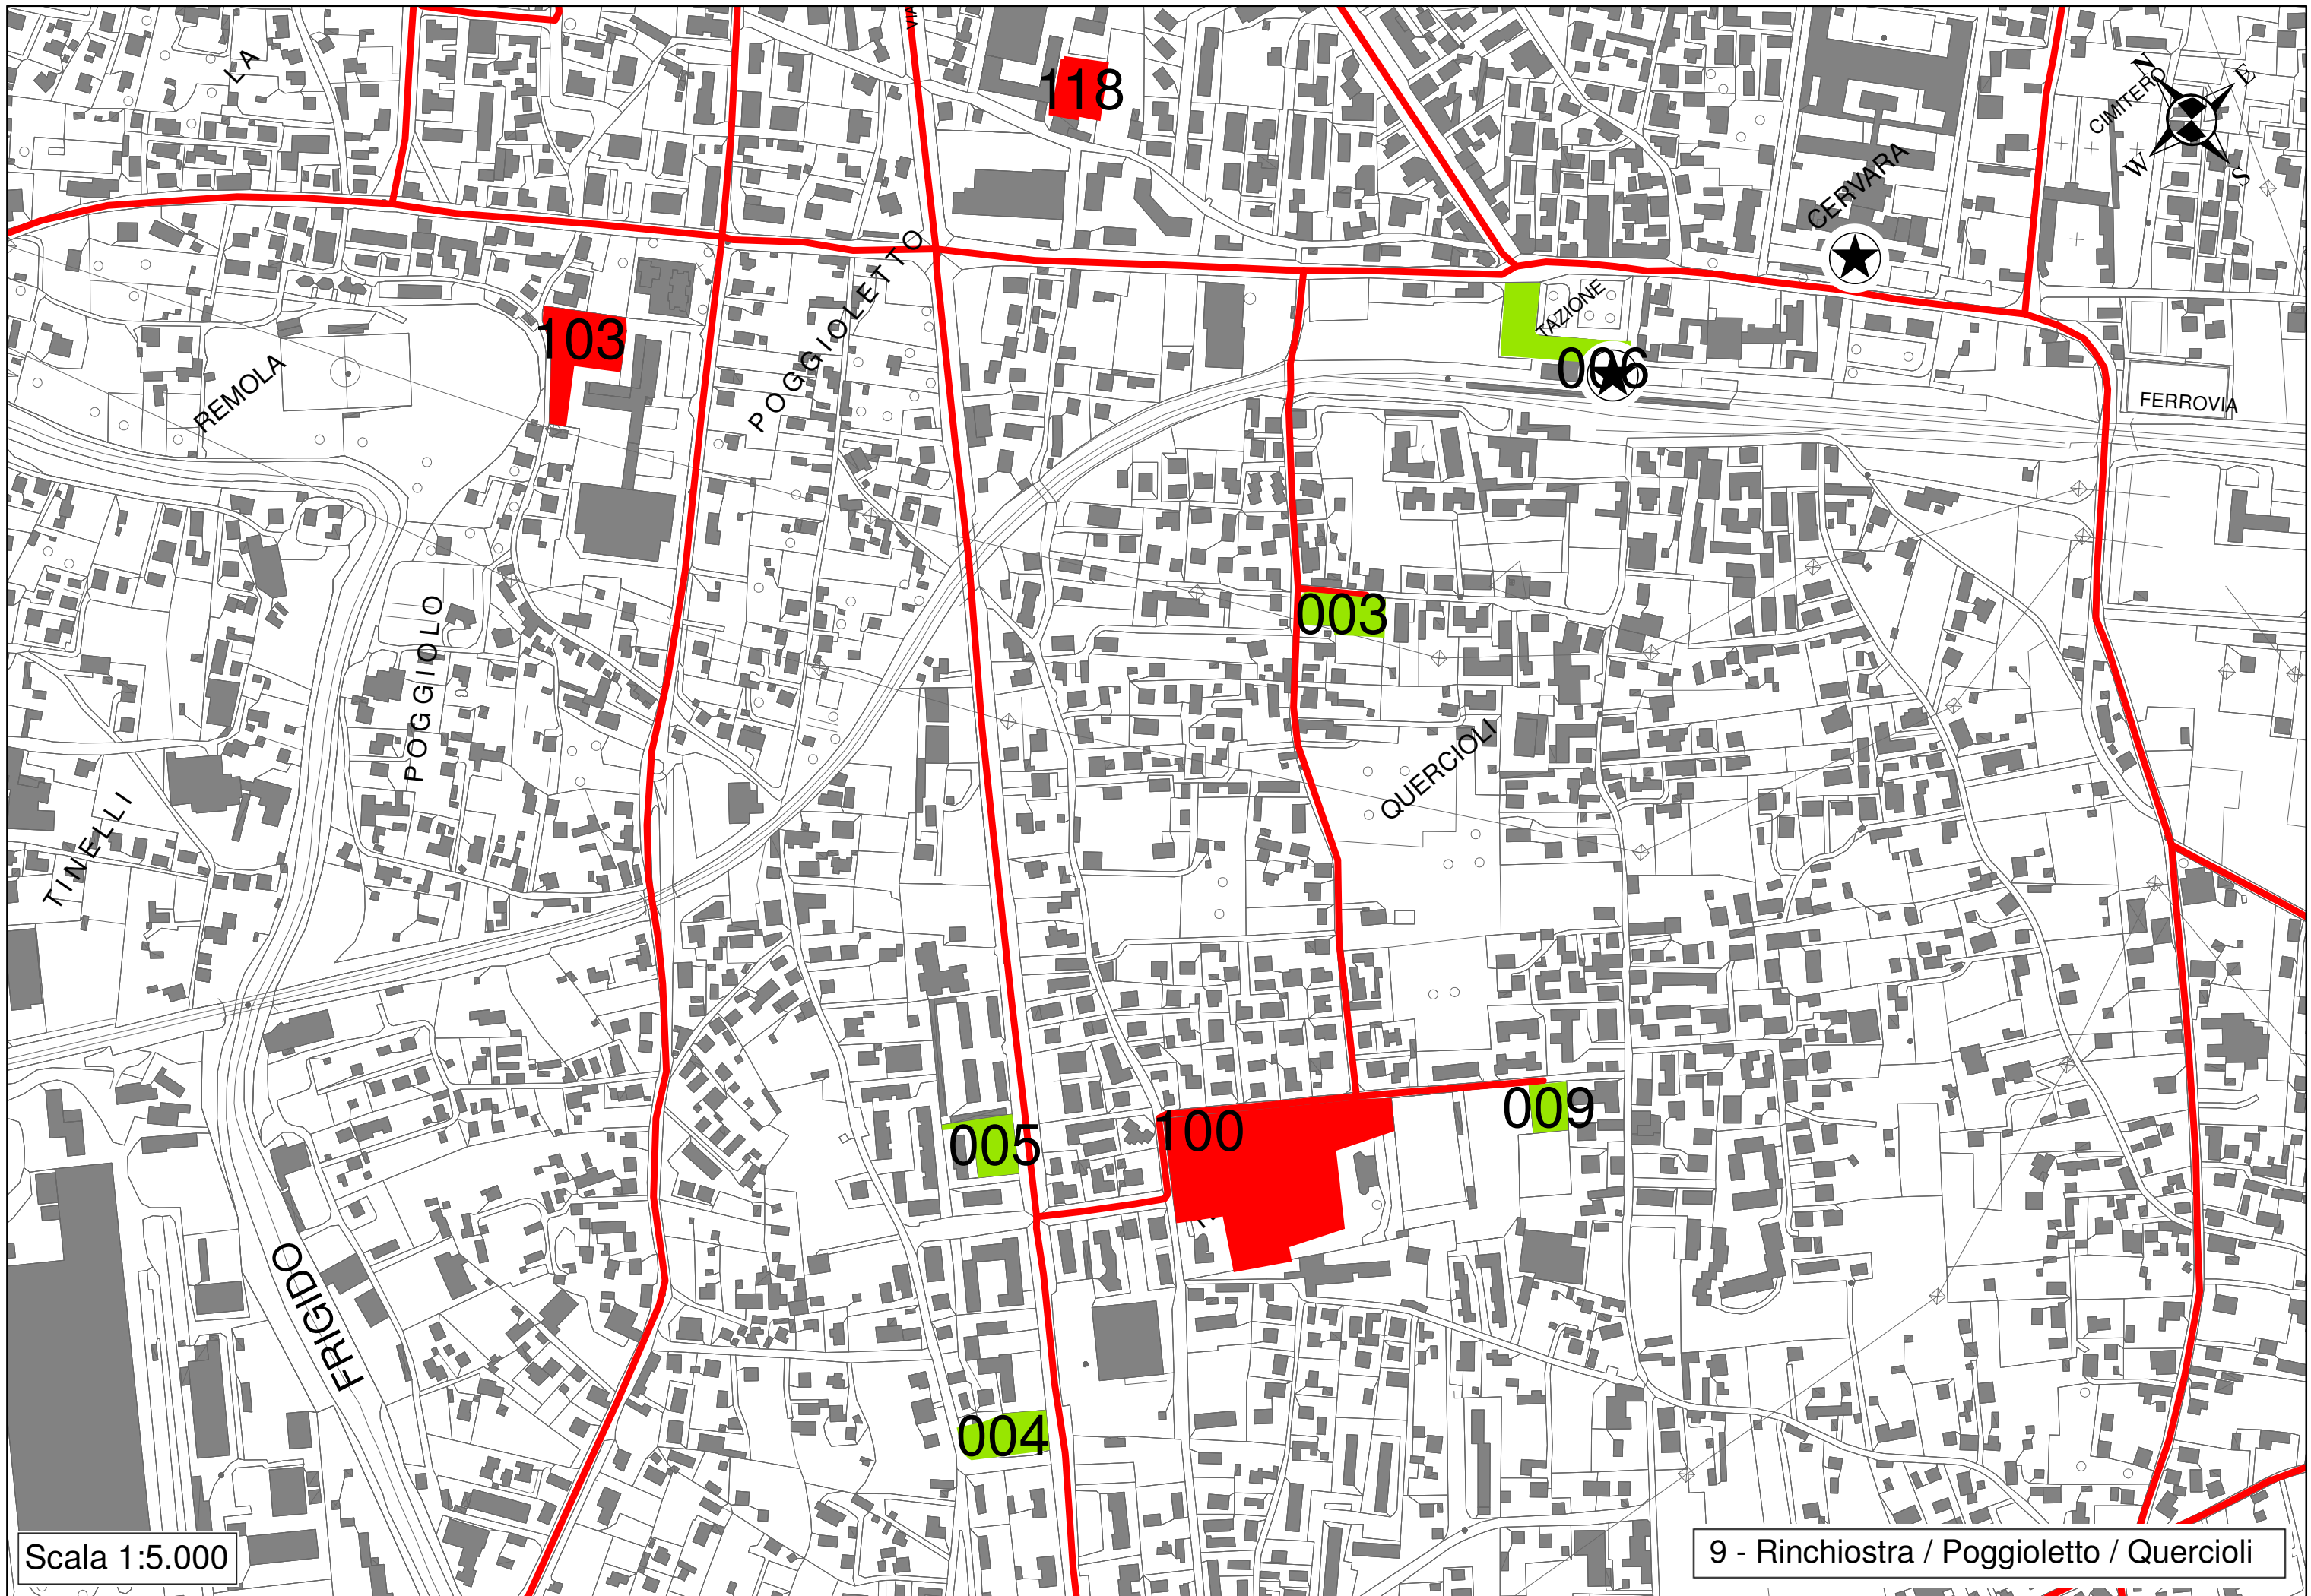 LA
118
CIMITERO
N
E
W
S
CERVARA
POGGIOLETTO
103
REMOLA
TAZIONE
006
FERROVIA
003
POGGIOLO
QUERCIOLI
TINELLI
009
100
005
FRIGIDO
004
Scala 1:5.000
9 - Rinchiostra / Poggioletto / Quercioli